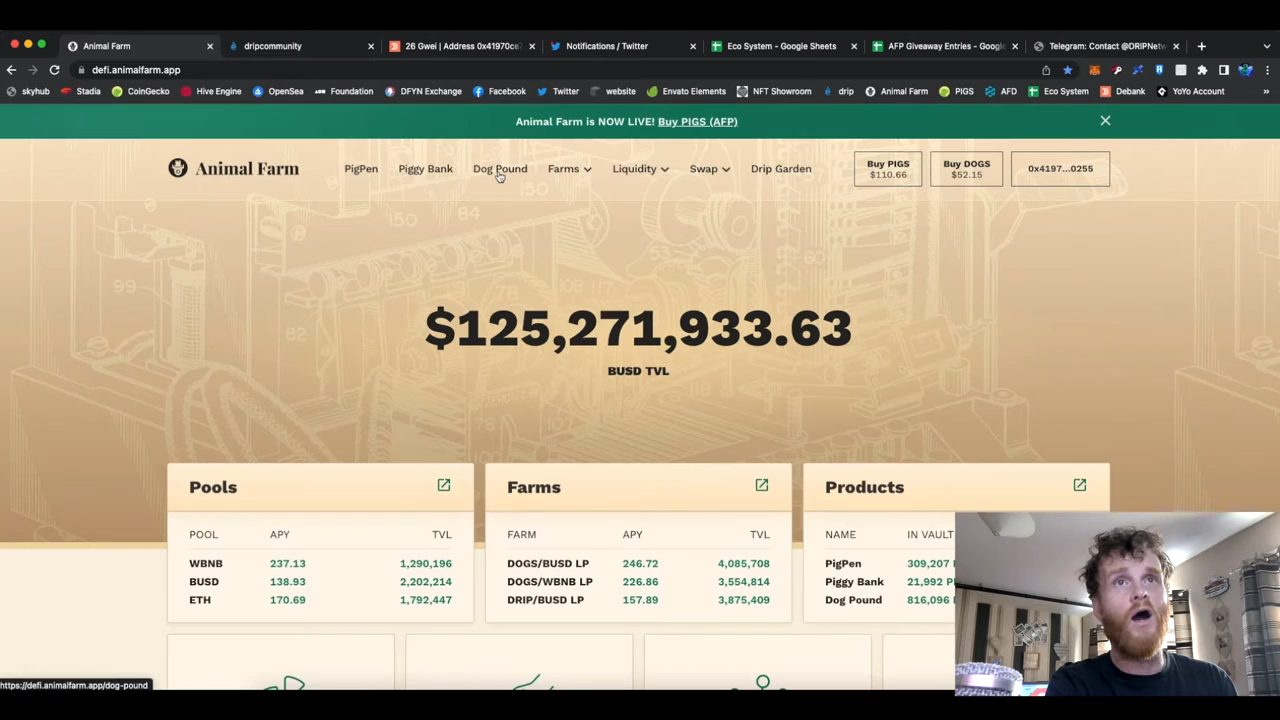 Animal Farm
dripcommunity
26 Gwei | Address 0x41970ce7
Notifications / Twitter
Eco System - Google Sheets
AFP Giveaway Entries - Googl
Telegram: Contact @DRIPNetw
defi.animalfarm.app
skyhub
Stadia
CoinGecko
Hive Engine
OpenSea
Foundation
DFYN Exchange
Facebook
Twitter
website
Envato Elements
NFT Showroom
drip
Animal Farm
PIGS
AFD
Eco System
Debank
YoYo Account
Animal Farm is NOW LIVE! Buy PIGS (AFP)
Animal Farm
PigPen
Piggy Bank
Dog Pound
Farms
Liquidity
Swap
Drip Garden
Buy PIGS
$110.66
Buy DOGS
$52.15
0x4197...0255
$125,271,933.63
BUSD TVL
Pools
POOL APY TVL
WBNB 237.13 1,290,196
BUSD 138.93 2,202,214
ETH 170.69 1,792,447
Farms
FARM APY TVL
DOGS/BUSD LP 246.72 4,085,708
DOGS/WBNB LP 226.86 3,554,814
DRIP/BUSD LP 157.89 3,875,409
Products
NAME IN VAULT
PigPen 309,207
Piggy Bank 21,992
Dog Pound 816,096
https://defi.animalfarm.app/dog-pound